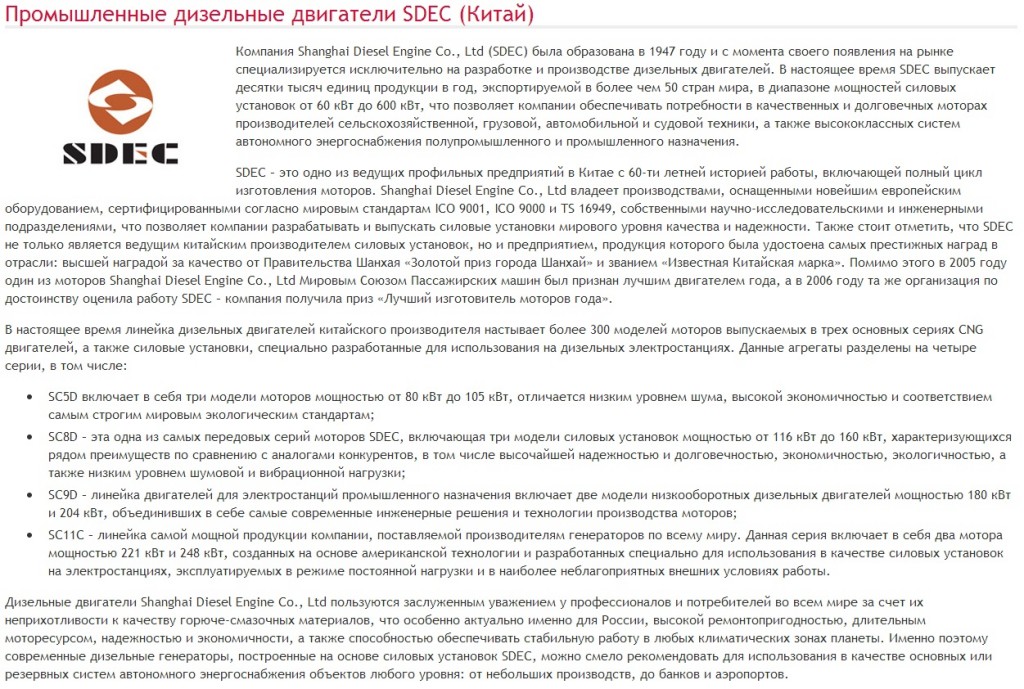 Промышленные дизельные двигатели SDEC (Китай)
SDEC
Компания Shanghai Diesel Engine Co., Ltd (SDEC) была образована в 1947 году и с момента своего появления на рынке
специализируется исключительно на разработке и производстве дизельных двигателей. В настоящее время SDEC выпускает
десятки тысяч единиц продукции в год, экспортируемой в более чем 50 стран мира, в диапазоне мощностей силовых
установок от 60 кВт до 600 кВт, что позволяет компании обеспечивать потребности в качественных и долговечных моторах
производителей сельскохозяйственной, грузовой, автомобильной и судовой техники, а также высококлассных систем
автономного энергоснабжения полупромышленного и промышленного назначения.
SDEC – это одно из ведущих профильных предприятий в Китае с 60-ти летней историей работы, включающей полный цикл
изготовления моторов. Shanghai Diesel Engine Co., Ltd владеет производствами, оснащенными новейшим европейским
оборудованием, сертифицированными согласно мировым стандартам ICO 9001, ICO 9000 и TS 16949, собственными научно-исследовательскими и инженерными
подразделениями, что позволяет компании разрабатывать и выпускать силовые установки мирового уровня качества и надежности. Также стоит отметить, что SDEC
не только является ведущим китайским производителем силовых установок, но и предприятием, продукция которого была удостоена самых престижных наград в
отрасли: высшей наградой за качество от Правительства Шанхая «Золотой приз города Шанхай» и званием «Известная Китайская марка». Помимо этого в 2005 году
один из моторов Shanghai Diesel Engine Co., Ltd Мировым Союзом Пассажирских машин был признан лучшим двигателем года, а в 2006 году та же организация по
достоинству оценила работу SDEC – компания получила приз «Лучший изготовитель моторов года».
В настоящее время линейка дизельных двигателей китайского производителя настывает более 300 моделей моторов выпускаемых в трех основных сериях CNG
двигателей, а также силовые установки, специально разработанные для использования на дизельных электростанциях. Данные агрегаты разделены на четыре
серии, в том числе:
• SC5D включает в себя три модели моторов мощностью от 80 кВт до 105 кВт, отличается низким уровнем шума, высокой экономичностью и соответствием
самым строгим мировым экологическим стандартам;
• SC8D – эта одна из самых передовых серий моторов SDEC, включающая три модели силовых установок мощностью от 116 кВт до 160 кВт, характеризующихся
рядом преимуществ по сравнению с аналогами конкурентов, в том числе высочайшей надежностью и долговечностью, экономичностью, экологичностью, а
также низким уровнем шумовой и вибрационной нагрузки;
• SC9D – линейка двигателей для электростанций промышленного назначения включает две модели низкооборотных дизельных двигателей мощностью 180 кВт
и 204 кВт, объединивших в себе самые современные инженерные решения и технологии производства моторов;
• SC11C – линейка самой мощной продукции компании, поставляемой производителям генераторов по всему миру. Данная серия включает в себя два мотора
мощностью 221 кВт и 248 кВт, созданных на основе американской технологии и разработанных специально для использования в качестве силовых установок
на электростанциях, эксплуатируемых в режиме постоянной нагрузки и в наиболее неблагоприятных внешних условиях работы.
Дизельные двигатели Shanghai Diesel Engine Co., Ltd пользуются заслуженным уважением у профессионалов и потребителей во всем мире за счет их
неприхотливости к качеству горюче-смазочных материалов, что особенно актуально именно для России, высокой ремонтопригодностью, длительным
моторесурсом, надежностью и экономичности, а также способностью обеспечивать стабильную работу в любых климатических зонах планеты. Именно поэтому
современные дизельные генераторы, построенные на основе силовых установок SDEC, можно смело рекомендовать для использования в качестве основных или
резервных систем автономного энергоснабжения объектов любого уровня: от небольших производств, до банков и аэропортов.